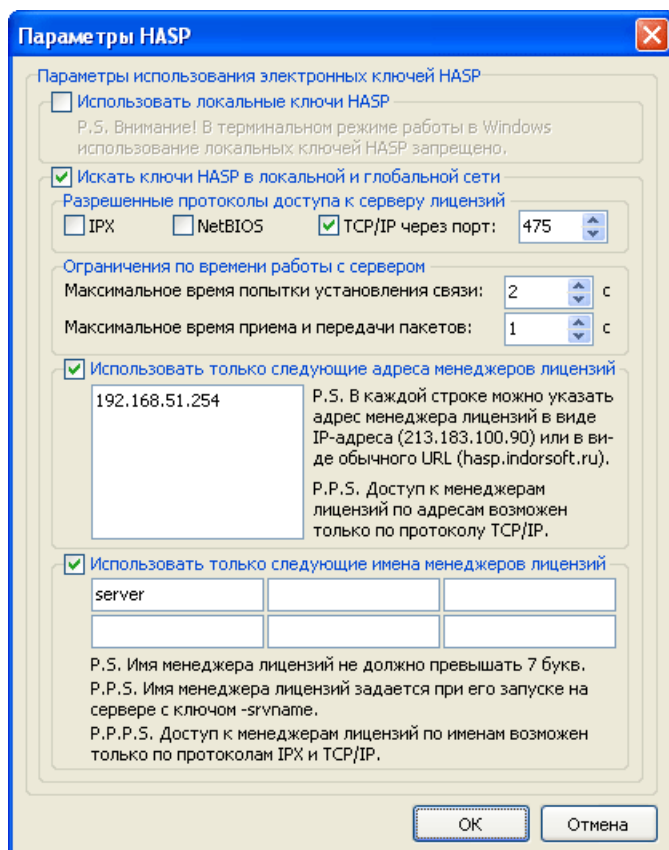 Параметры HASP
Параметры использования электронных ключей HASP
Использовать локальные ключи HASP
P.S. Внимание! В терминальном режиме работы в Windows
использование локальных ключей HASP запрещено.
Искать ключи HASP в локальной и глобальной сети
Разрешенные протоколы доступа к серверу лицензий
IPX NetBIOS TCP/IP через порт: 475
Ограничения по времени работы с сервером
Максимальное время попытки установления связи: 2 с
Максимальное время приема и передачи пакетов: 1 с
Использовать только следующие адреса менеджеров лицензий
192.168.51.254
P.S. В каждой строке можно указать
адрес менеджера лицензий в виде
IP-адреса (213.183.100.90) или в ви-
де обычного URL (hasp.indorsoft.ru).
P.P.S. Доступ к менеджерам
лицензий по адресам возможен
только по протоколу TCP/IP.
Использовать только следующие имена менеджеров лицензий
server
P.S. Имя менеджера лицензий не должно превышать 7 букв.
P.P.S. Имя менеджера лицензий задается при его запуске на
сервере с ключом -srvname.
P.P.P.S. Доступ к менеджерам лицензий по именам возможен
только по протоколам IPX и TCP/IP.
ОК Отмена